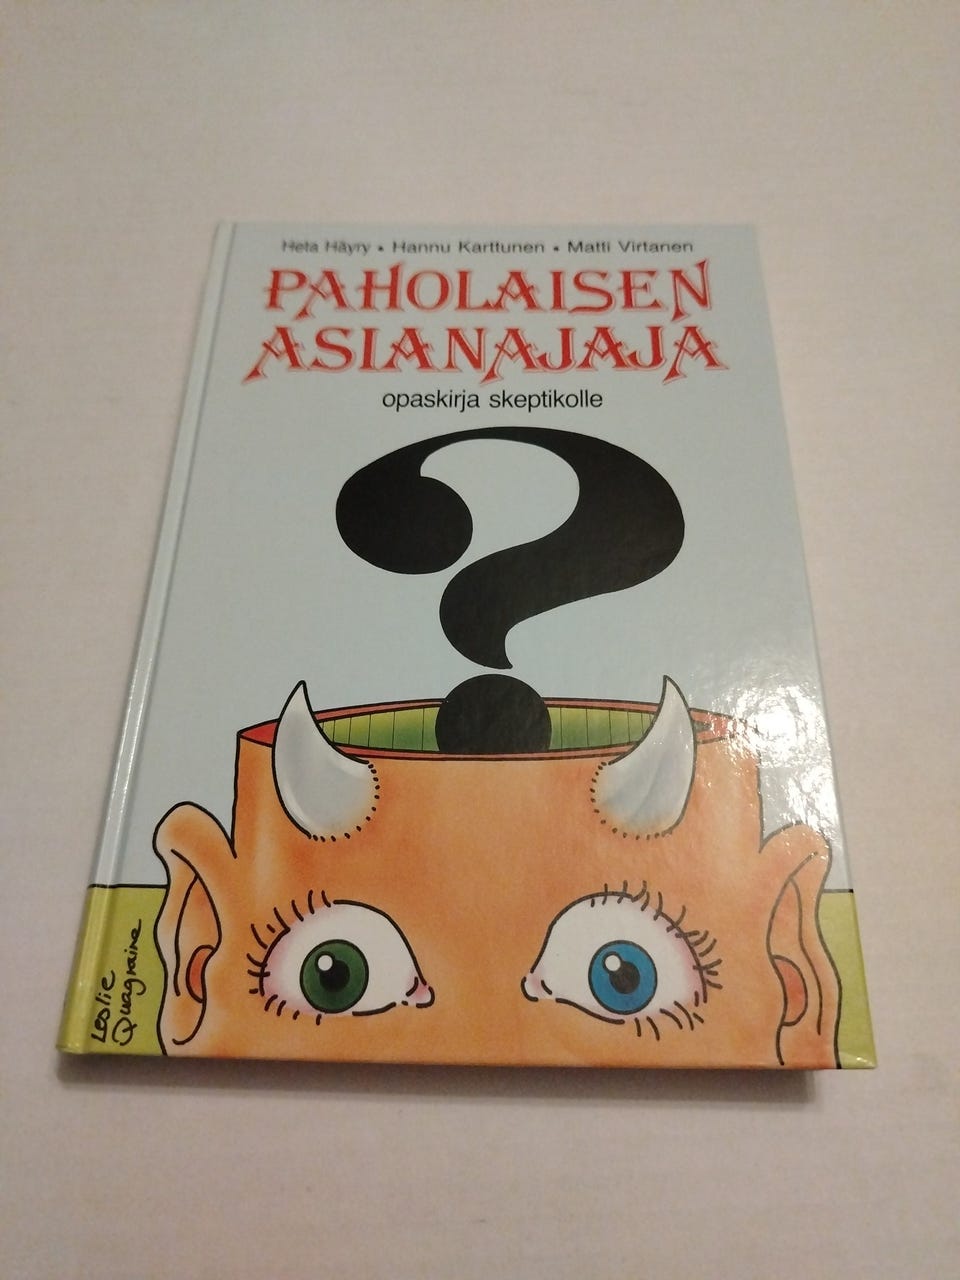 Heta Häyry • Hannu Karttunen • Matti Virtanen
PAHOLAISEN
ASIANAJAJA
opaskirja skeptikolle
Leslie
Quagraine